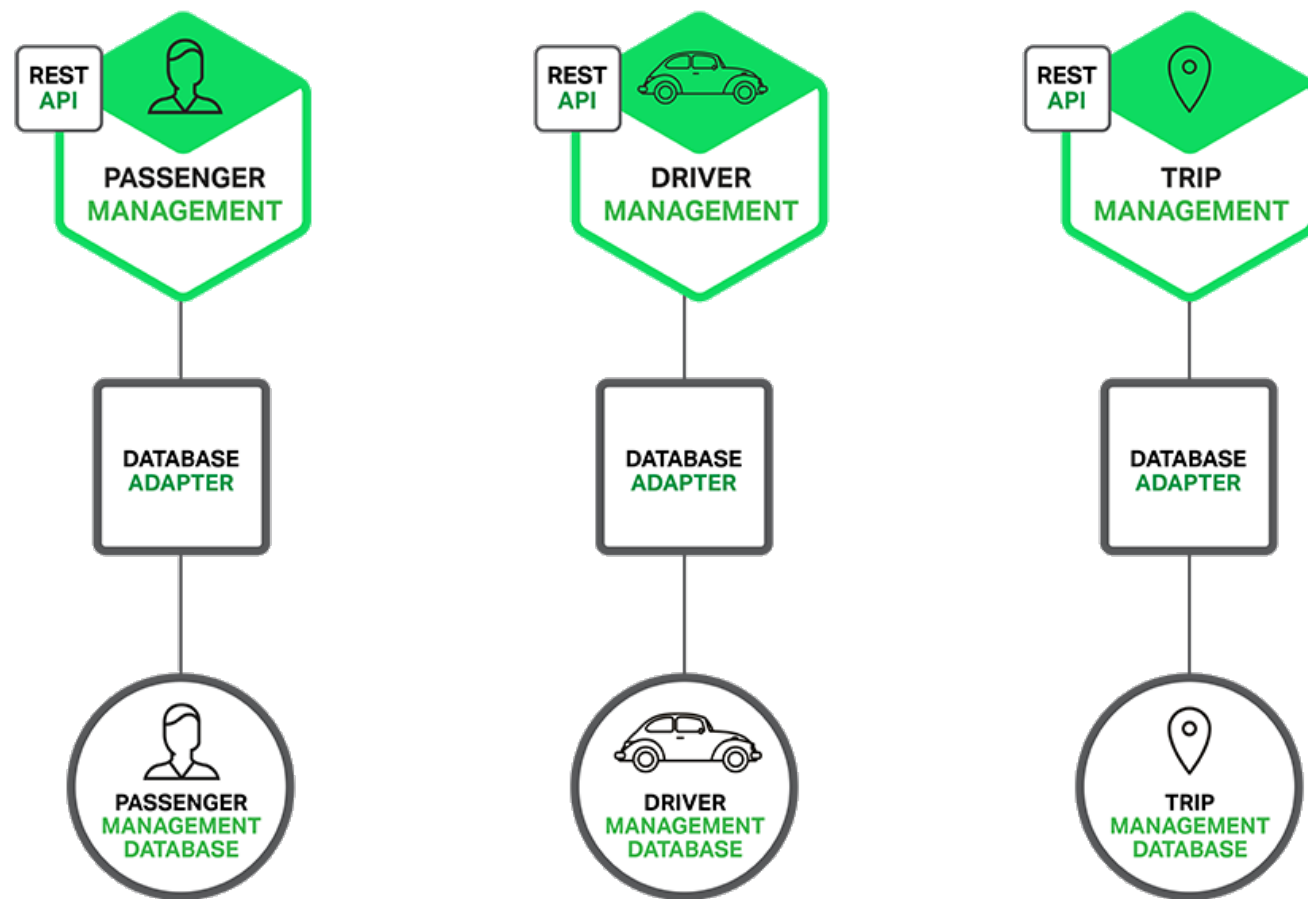 REST
API
PASSENGER
MANAGEMENT
REST
API
DRIVER
MANAGEMENT
REST
API
TRIP
MANAGEMENT
DATABASE
ADAPTER
DATABASE
ADAPTER
DATABASE
ADAPTER
PASSENGER
MANAGEMENT
DATABASE
DRIVER
MANAGEMENT
DATABASE
TRIP
MANAGEMENT
DATABASE